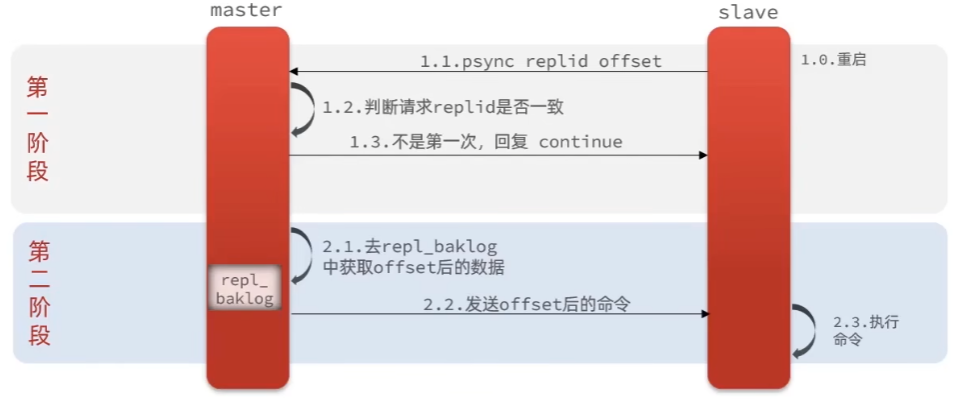 master
slave
第一阶段
1.0.重启
1.1.psync replid offset
1.2.判断请求replid是否一致
1.3.不是第一次，回复 continue
第二阶段
2.1.去repl_baklog
中获取offset后的数据
repl_
baklog
2.2.发送offset后的命令
2.3.执行
命令